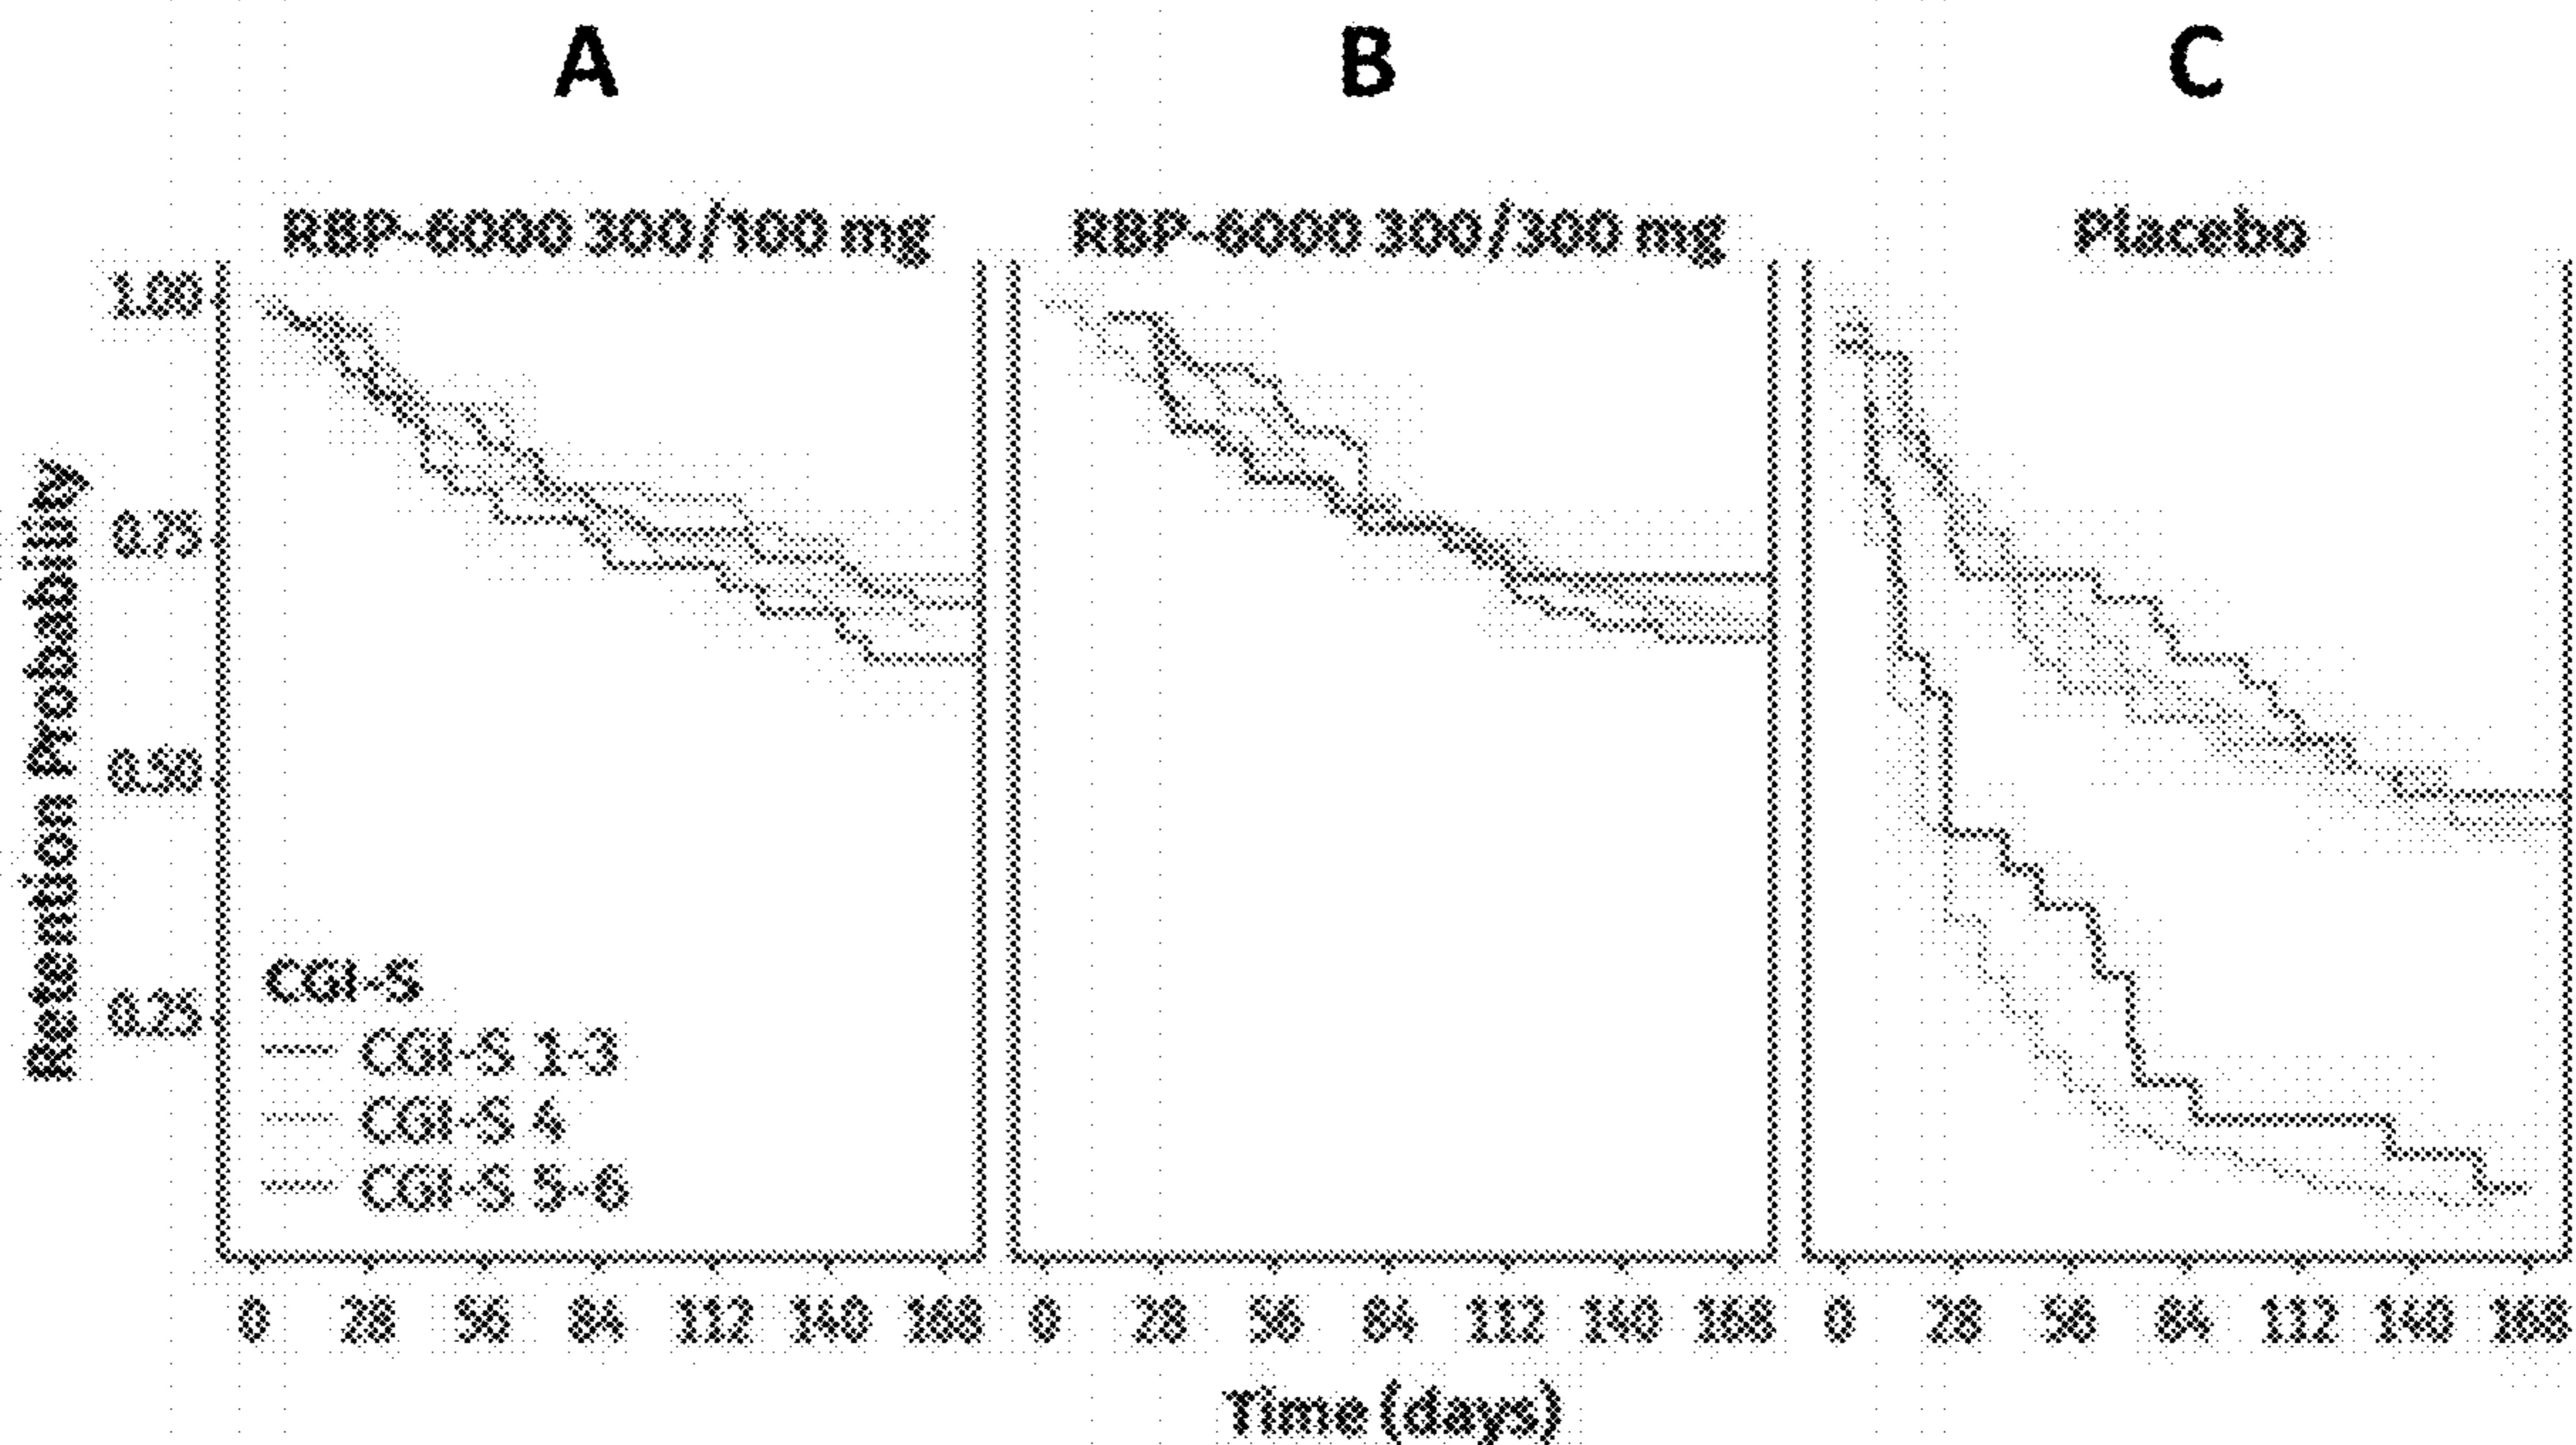 A
B
C
RBP-6000 300/100 mg
RBP-6000 300/300 mg
Placebo
Retention Probability
1.00
0.75
0.50
0.25
CGI-S
CGI-S 1-3
CGI-S 4
CGI-S 5-6
0 28 56 84 112 140 168
0 28 56 84 112 140 168
0 28 56 84 112 140 168
Time (days)